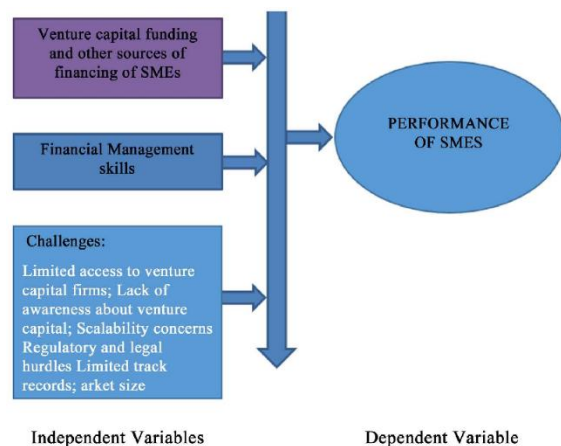 Venture capital funding
and other sources of
financing of SMEs
Financial Management
skills
Challenges:
Limited access to venture
capital firms; Lack of
awareness about venture
capital; Scalability concerns
Regulatory and legal
hurdles Limited track
records; arket size
PERFORMANCE
OF SMES
Independent Variables
Dependent Variable